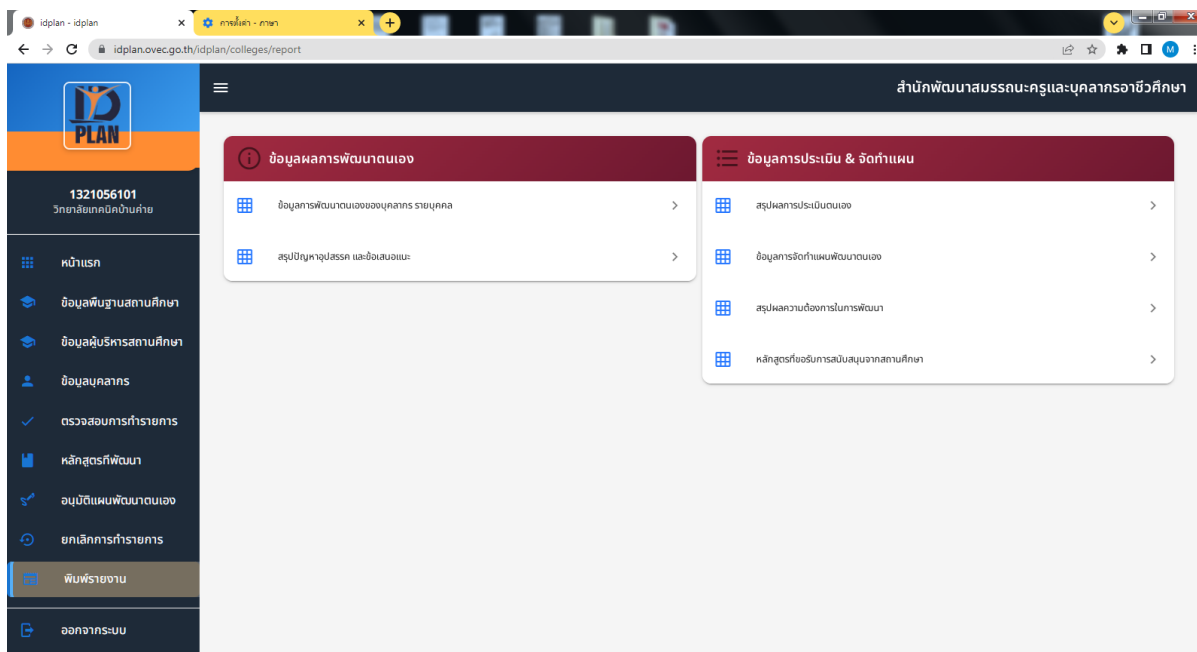 idplan - idplan
การตั้งค่า - ภาษา
idplan.ovec.go.th/idplan/colleges/report
M
ID
PLAN
สำนักพัฒนาสมรรถนะครูและบุคลากรอาชีวศึกษา
1321056101
วิทยาลัยเทคนิคบ้านค่าย
หน้าแรก
ข้อมูลพื้นฐานสถานศึกษา
ข้อมูลผู้บริหารสถานศึกษา
ข้อมูลบุคลากร
ตรวจสอบการทำรายการ
หลักสูตรที่พัฒนา
อนุมัติแผนพัฒนาตนเอง
ยกเลิกการทำรายการ
พิมพ์รายงาน
ออกจากระบบ
ข้อมูลผลการพัฒนาตนเอง
ข้อมูลการพัฒนาตนเองของบุคลากร รายบุคคล
สรุปปัญหาอุปสรรค และข้อเสนอแนะ
ข้อมูลการประเมิน & จัดทำแผน
สรุปผลการประเมินตนเอง
ข้อมูลการจัดทำแผนพัฒนาตนเอง
สรุปผลความต้องการในการพัฒนา
หลักสูตรที่ขอรับการสนับสนุนจากสถานศึกษา